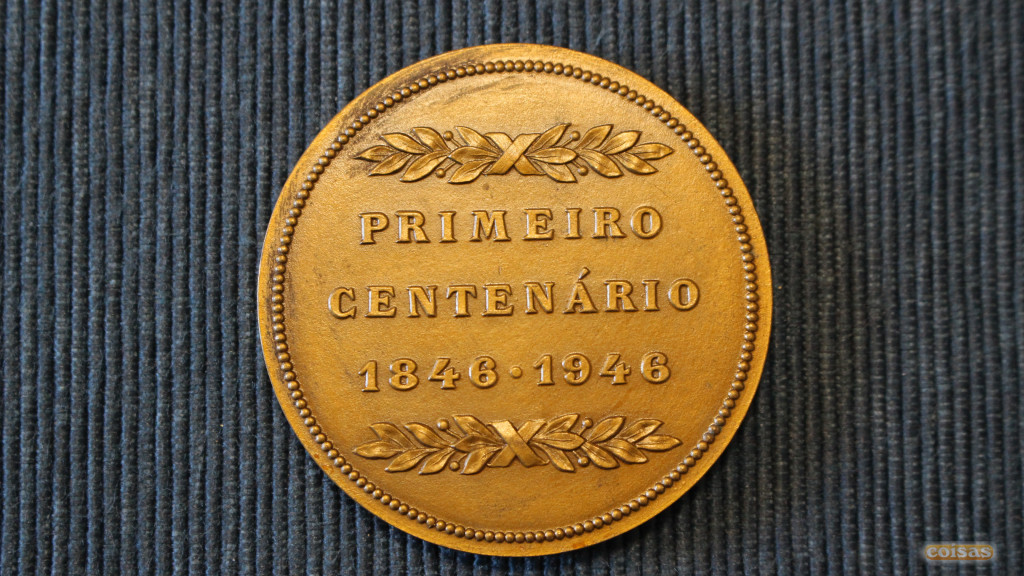 PRIMEIRO
CENTENÁRIO
1846·1946
coisas